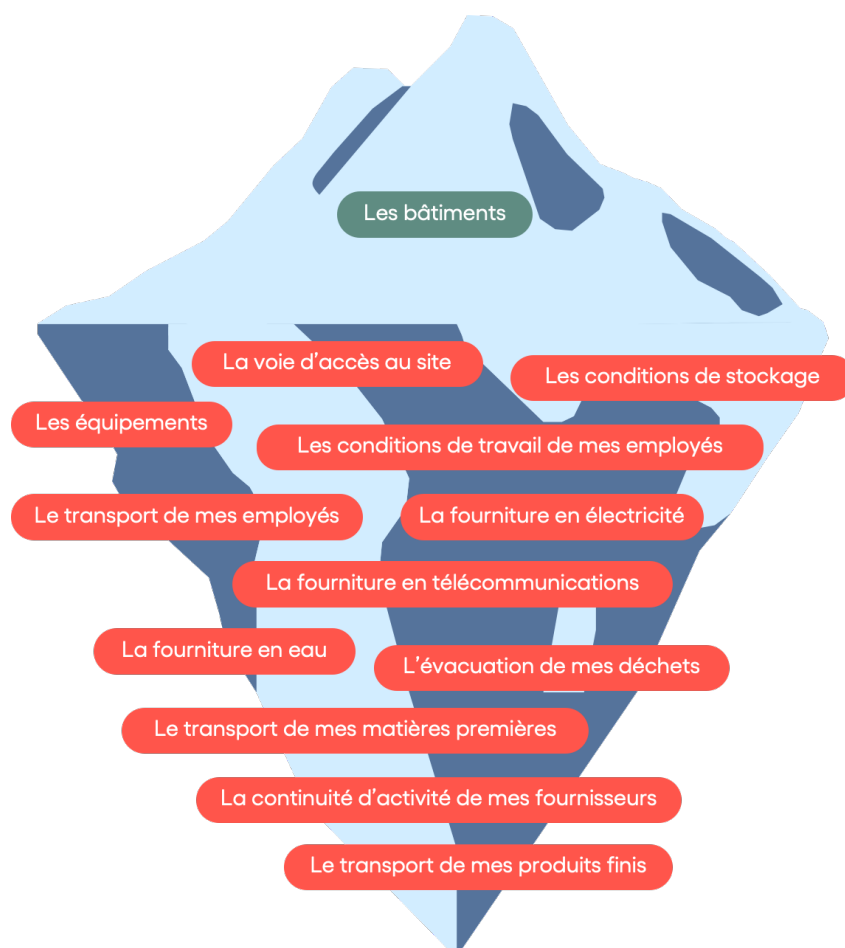 Les bâtiments
La voie d’accès au site
Les conditions de stockage
Les équipements
Les conditions de travail de mes employés
Le transport de mes employés
La fourniture en électricité
La fourniture en télécommunications
La fourniture en eau
L’évacuation de mes déchets
Le transport de mes matières premières
La continuité d’activité de mes fournisseurs
Le transport de mes produits finis